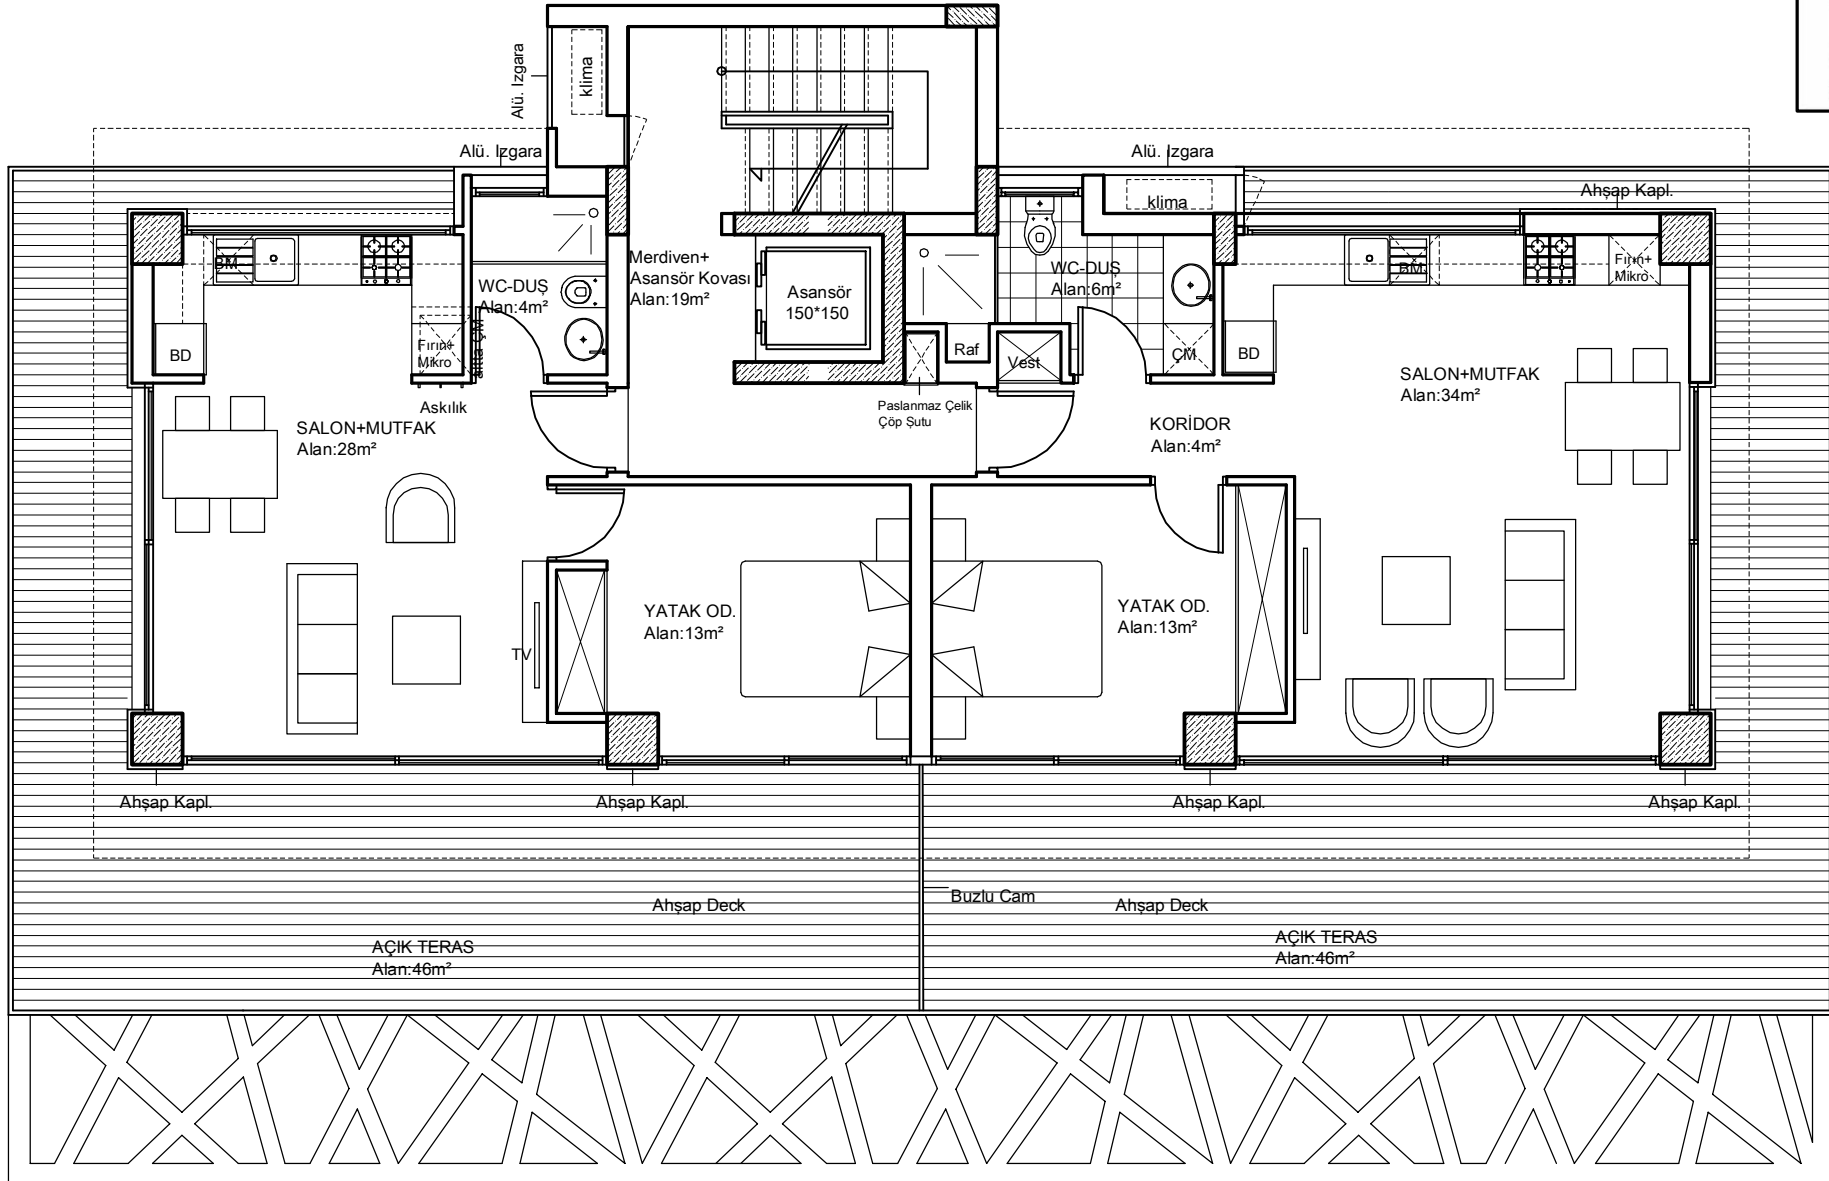 Alü. Izgara
klima
Alü. Izgara
Alü. Izgara
klima
Ahşap Kapl.
BM
WC-DUŞ
Alan:4m²
Merdiven+
Asansör Kovası
Alan:19m²
Asansör
150*150
WC-DUŞ
Alan:6m²
BM
Fırın+
Mikro
BD
Fırın+
Mikro
altta ÇM
Raf
Vest
ÇM
BD
Askılık
Paslanmaz Çelik
Çöp Şutu
SALON+MUTFAK
Alan:28m²
KORİDOR
Alan:4m²
SALON+MUTFAK
Alan:34m²
TV
YATAK OD.
Alan:13m²
YATAK OD.
Alan:13m²
Ahşap Kapl.
Ahşap Kapl.
Ahşap Kapl.
Ahşap Kapl.
Ahşap Deck
Buzlu Cam
Ahşap Deck
AÇIK TERAS
Alan:46m²
AÇIK TERAS
Alan:46m²